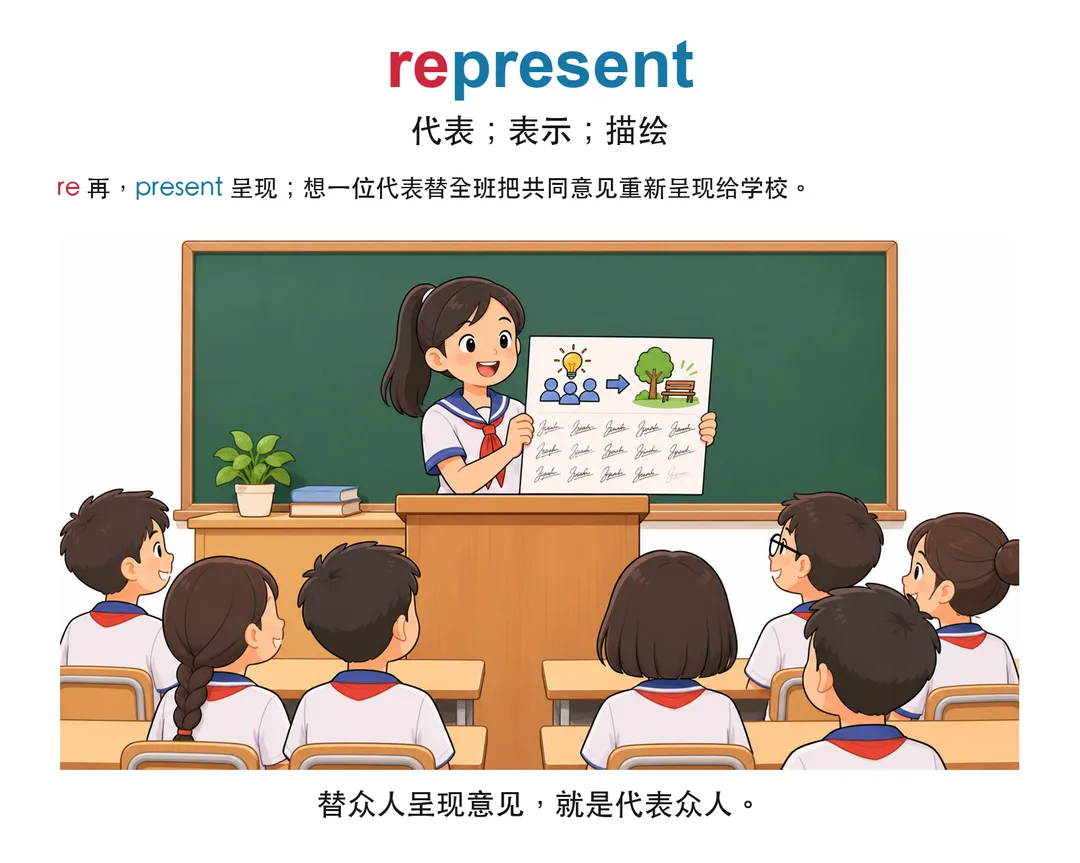 represent
代表；表示；描绘
re 再，present 呈现；想一位代表替全班把共同意见重新呈现给学校。
替众人呈现意见，就是代表众人。